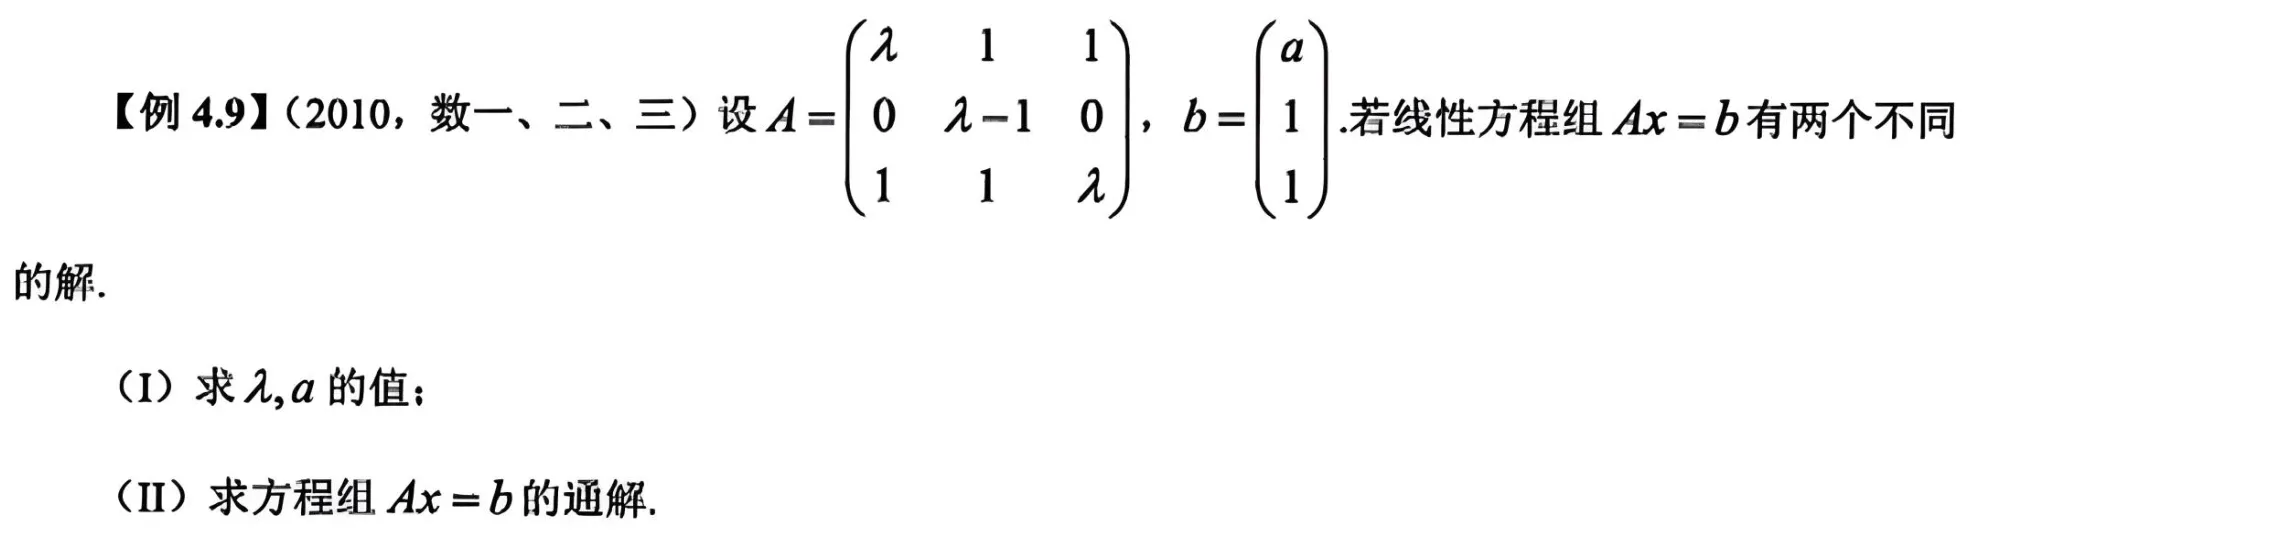 【例 4.9】（2010，数一、二、三）设 $A=\begin{pmatrix} \lambda & 1 & 1 \\ 0 & \lambda-1 & 0 \\ 1 & 1 & \lambda \end{pmatrix}$，$b=\begin{pmatrix} a \\ 1 \\ 1 \end{pmatrix}$.若线性方程组 $Ax=b$ 有两个不同
的解.
（I）求 $\lambda,a$ 的值；
（II）求方程组 $Ax=b$ 的通解.